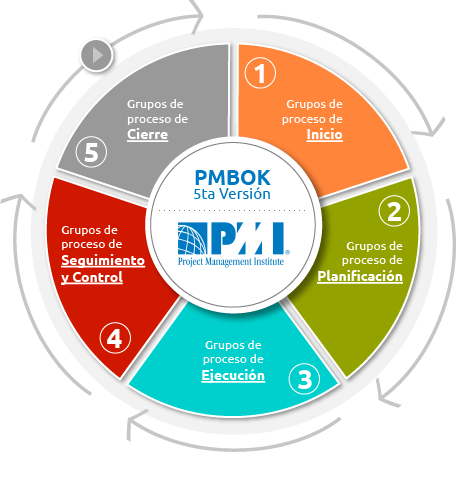 PMBOK
5ta Versión
PMI
®
Project Management Institute
1
Grupos de
proceso de
Inicio
2
Grupos de
proceso de
Planificación
3
Grupos de
proceso de
Ejecución
4
Grupos de
proceso de
Seguimiento
y Control
5
Grupos de
proceso de
Cierre